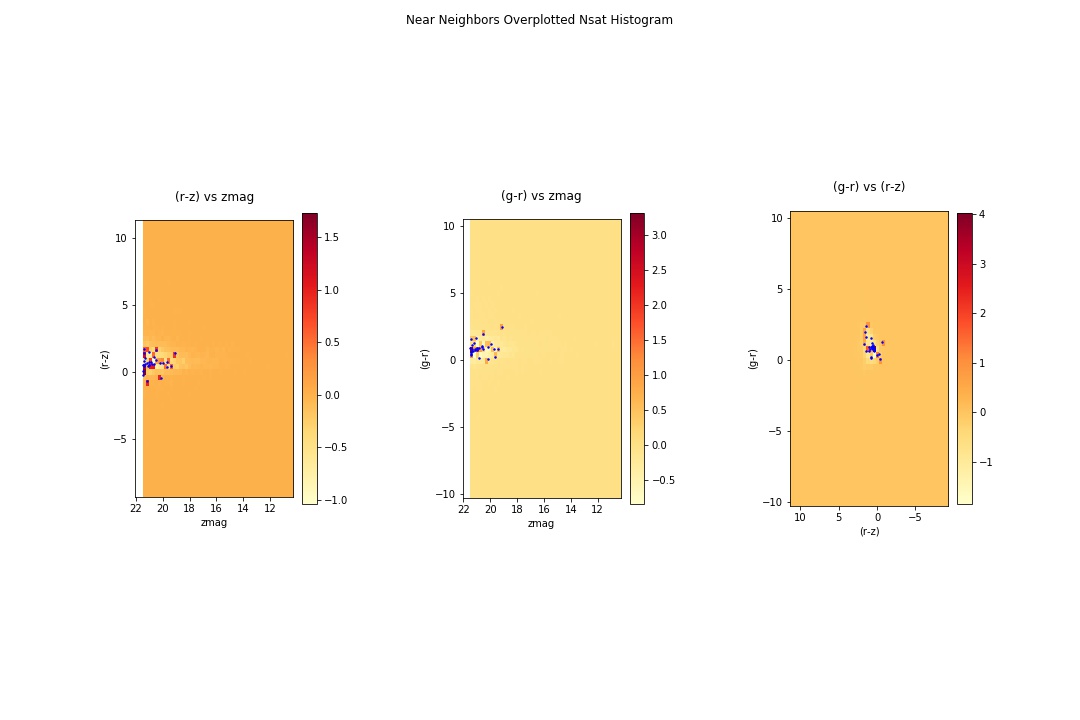 Near Neighbors Overplotted Nsat Histogram
(r-z) vs zmag
10
5
0
−5
(r-z)
22 20 18 16 14 12
zmag
1.5
1.0
0.5
0.0
−0.5
−1.0
(g-r) vs zmag
10
5
0
−5
−10
(g-r)
22 20 18 16 14 12
zmag
3.0
2.5
2.0
1.5
1.0
0.5
0.0
−0.5
(g-r) vs (r-z)
10
5
0
−5
−10
(g-r)
10 5 0 −5
(r-z)
4
3
2
1
0
−1